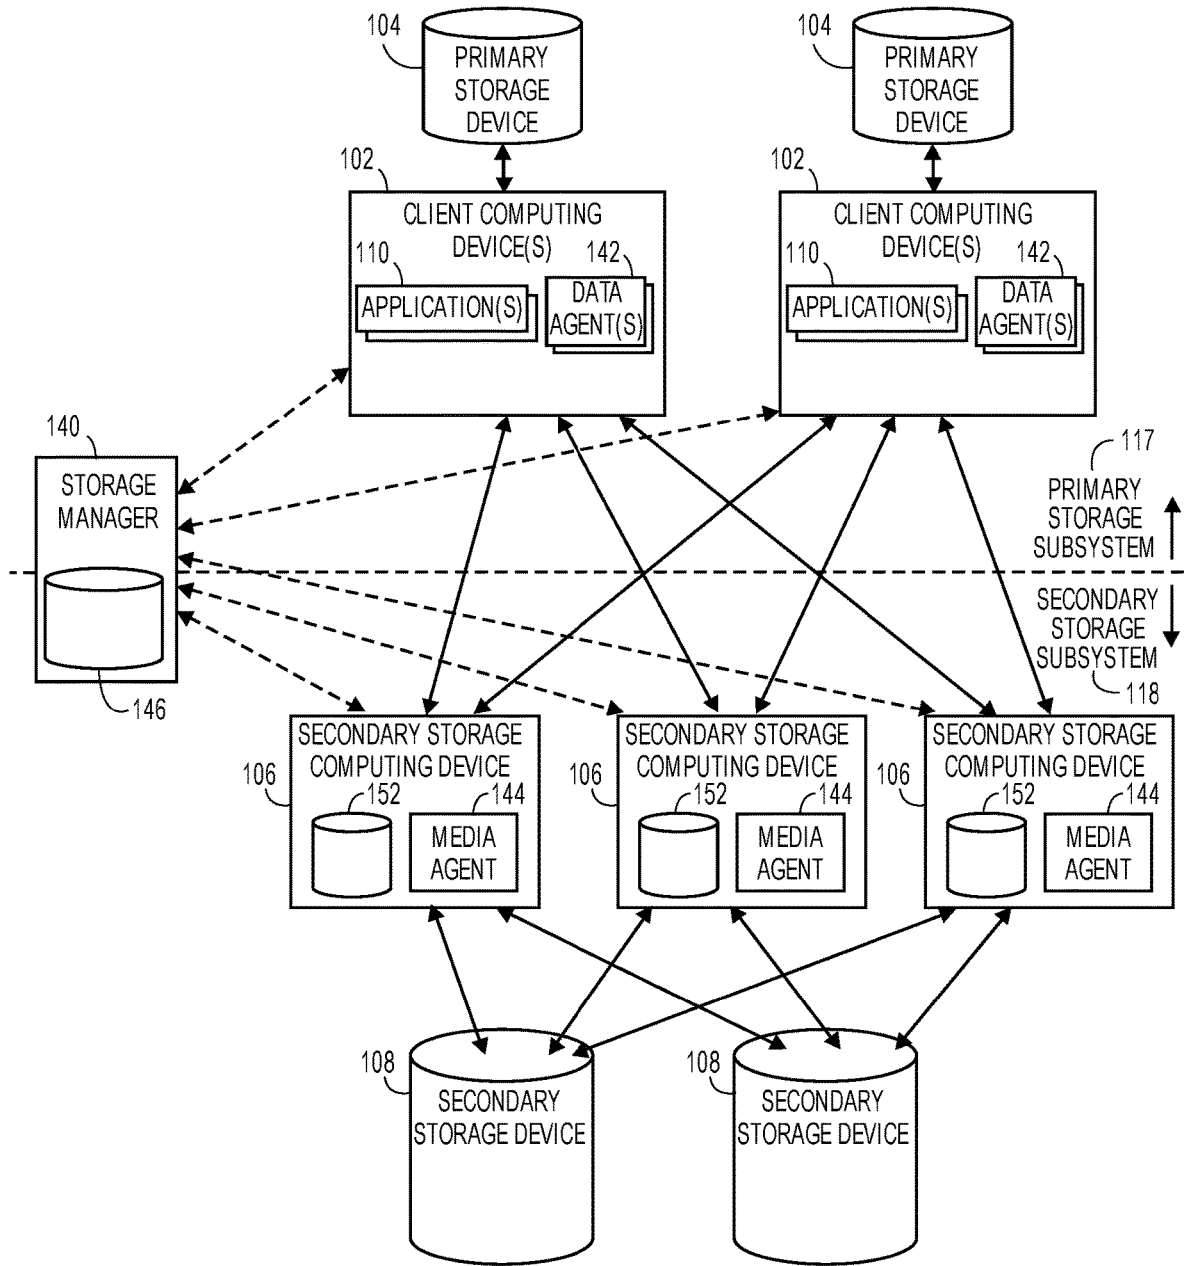 104
PRIMARY
STORAGE
DEVICE
104
PRIMARY
STORAGE
DEVICE
102
CLIENT COMPUTING
DEVICE(S)
110
APPLICATION(S)
142
DATA
AGENT(S)
102
CLIENT COMPUTING
DEVICE(S)
110
APPLICATION(S)
142
DATA
AGENT(S)
140
STORAGE
MANAGER
146
117
PRIMARY
STORAGE
SUBSYSTEM
SECONDARY
STORAGE
SUBSYSTEM
118
106
SECONDARY STORAGE
COMPUTING DEVICE
152
144
MEDIA
AGENT
106
SECONDARY STORAGE
COMPUTING DEVICE
152
144
MEDIA
AGENT
106
SECONDARY STORAGE
COMPUTING DEVICE
152
144
MEDIA
AGENT
108
SECONDARY
STORAGE DEVICE
108
SECONDARY
STORAGE DEVICE